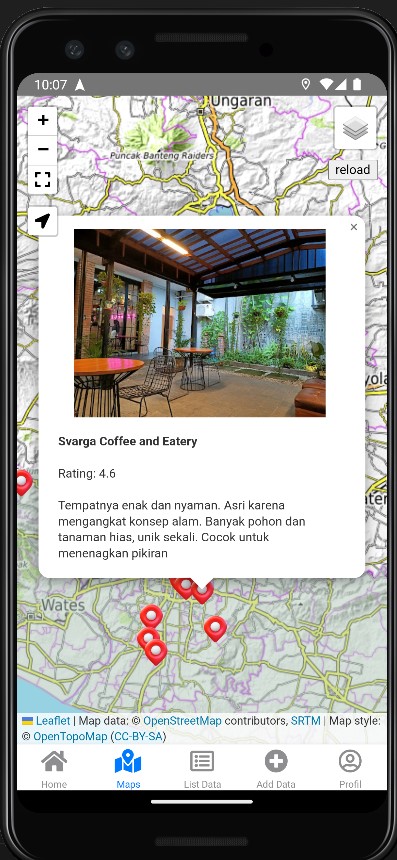 10:07
Ungaran
+
Puncak Banteng Raiders
−
reload
×
Svarga Coffee and Eatery
Rating: 4.6
Tempatnya enak dan nyaman. Asri karena
mengangkat konsep alam. Banyak pohon dan
tanaman hias, unik sekali. Cocok untuk
menenagkan pikiran
Wates
Leaflet | Map data: © OpenStreetMap contributors, SRTM | Map style:
© OpenTopoMap (CC-BY-SA)
Home Maps List Data Add Data Profil